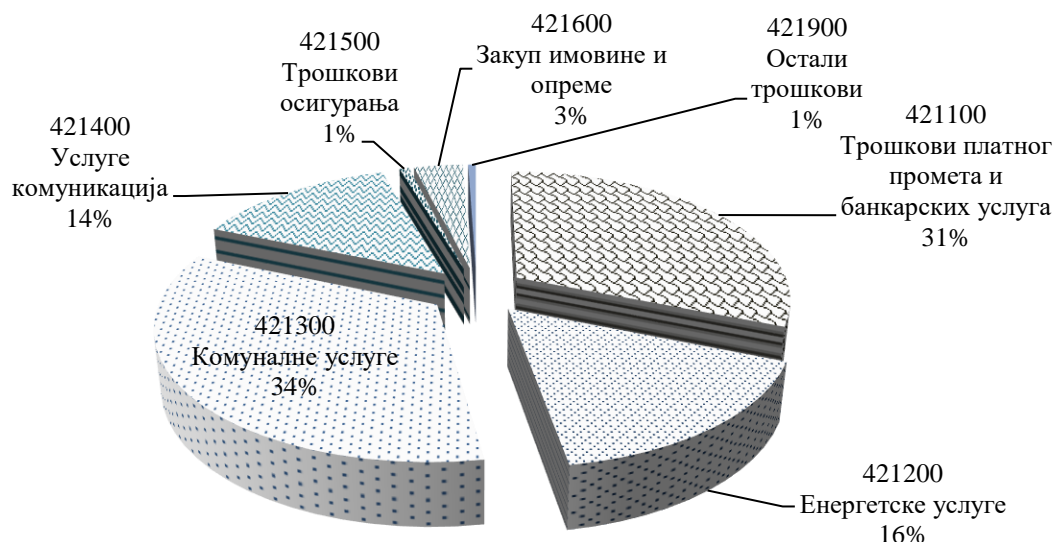 421600
Закуп имовине и
опреме
3%
421900
Остали
трошкови
1%
421500
Трошкови
осигурања
1%
421100
Трошкови платног
промета и
банкарских услуга
31%
421400
Услуге
комуникација
14%
421300
Комуналне услуге
34%
421200
Енергетске услуге
16%